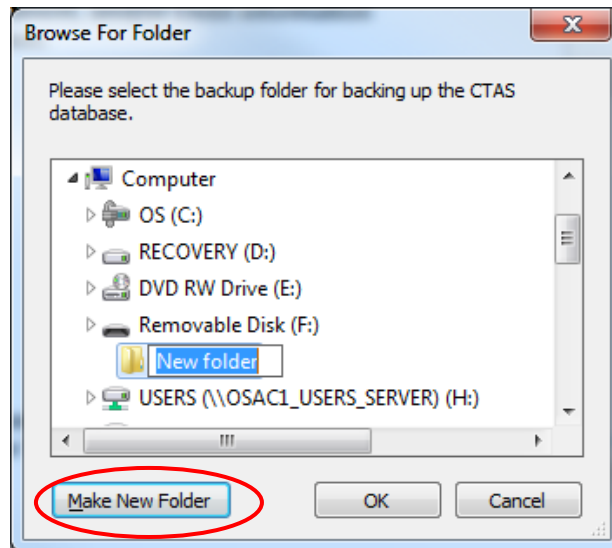 Browse For Folder
Please select the backup folder for backing up the CTAS
database.
Computer
OS (C:)
RECOVERY (D:)
DVD RW Drive (E:)
Removable Disk (F:)
New folder
USERS (\\OSAC1_USERS_SERVER) (H:)
Make New Folder
OK
Cancel